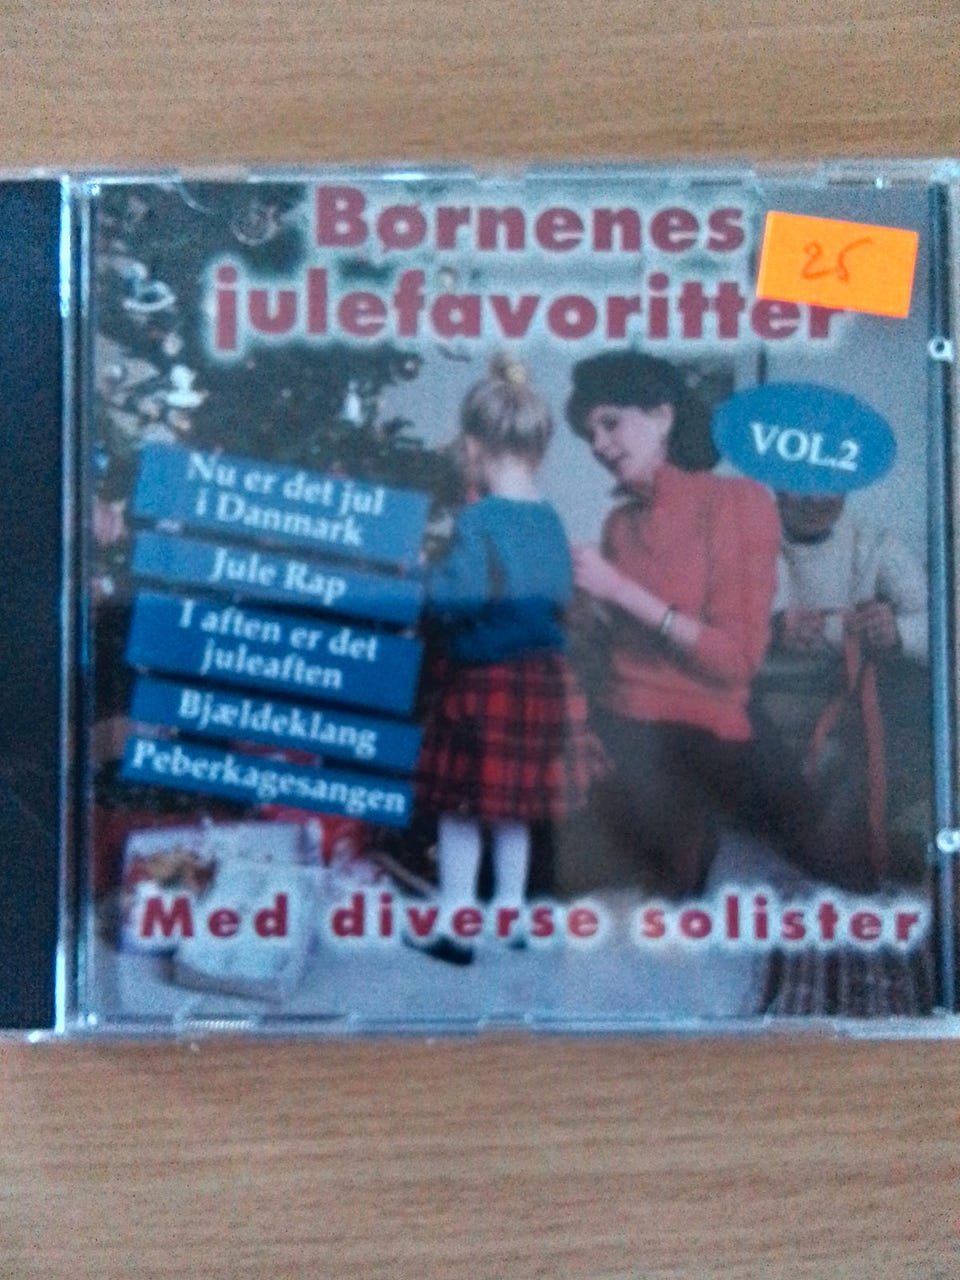 Børnenes
julefavoritter
25
VOL.2
Nu er det jul
i Danmark
Jule Rap
I aften er det
juleaften
Bjældeklang
Peberkagesangen
Med diverse solister